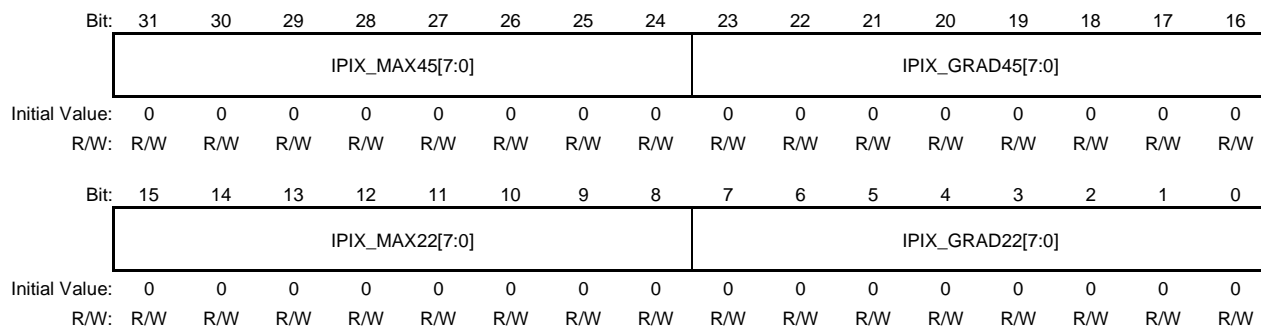 Bit: 31 30 29 28 27 26 25 24 23 22 21 20 19 18 17 16
IPIX_MAX45[7:0] IPIX_GRAD45[7:0]
Initial Value: 0 0 0 0 0 0 0 0 0 0 0 0 0 0 0 0
R/W: R/W R/W R/W R/W R/W R/W R/W R/W R/W R/W R/W R/W R/W R/W R/W R/W
Bit: 15 14 13 12 11 10 9 8 7 6 5 4 3 2 1 0
IPIX_MAX22[7:0] IPIX_GRAD22[7:0]
Initial Value: 0 0 0 0 0 0 0 0 0 0 0 0 0 0 0 0
R/W: R/W R/W R/W R/W R/W R/W R/W R/W R/W R/W R/W R/W R/W R/W R/W R/W